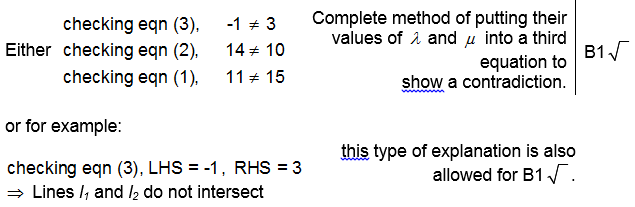 checking eqn (3), -1 ≠ 3
Either checking eqn (2), 14 ≠ 10
checking eqn (1), 11 ≠ 15
Complete method of putting their
values of λ and μ into a third
equation to
show a contradiction.
B1√
or for example:
checking eqn (3), LHS = -1, RHS = 3
⇒ Lines l₁ and l₂ do not intersect
this type of explanation is also
allowed for B1√ .